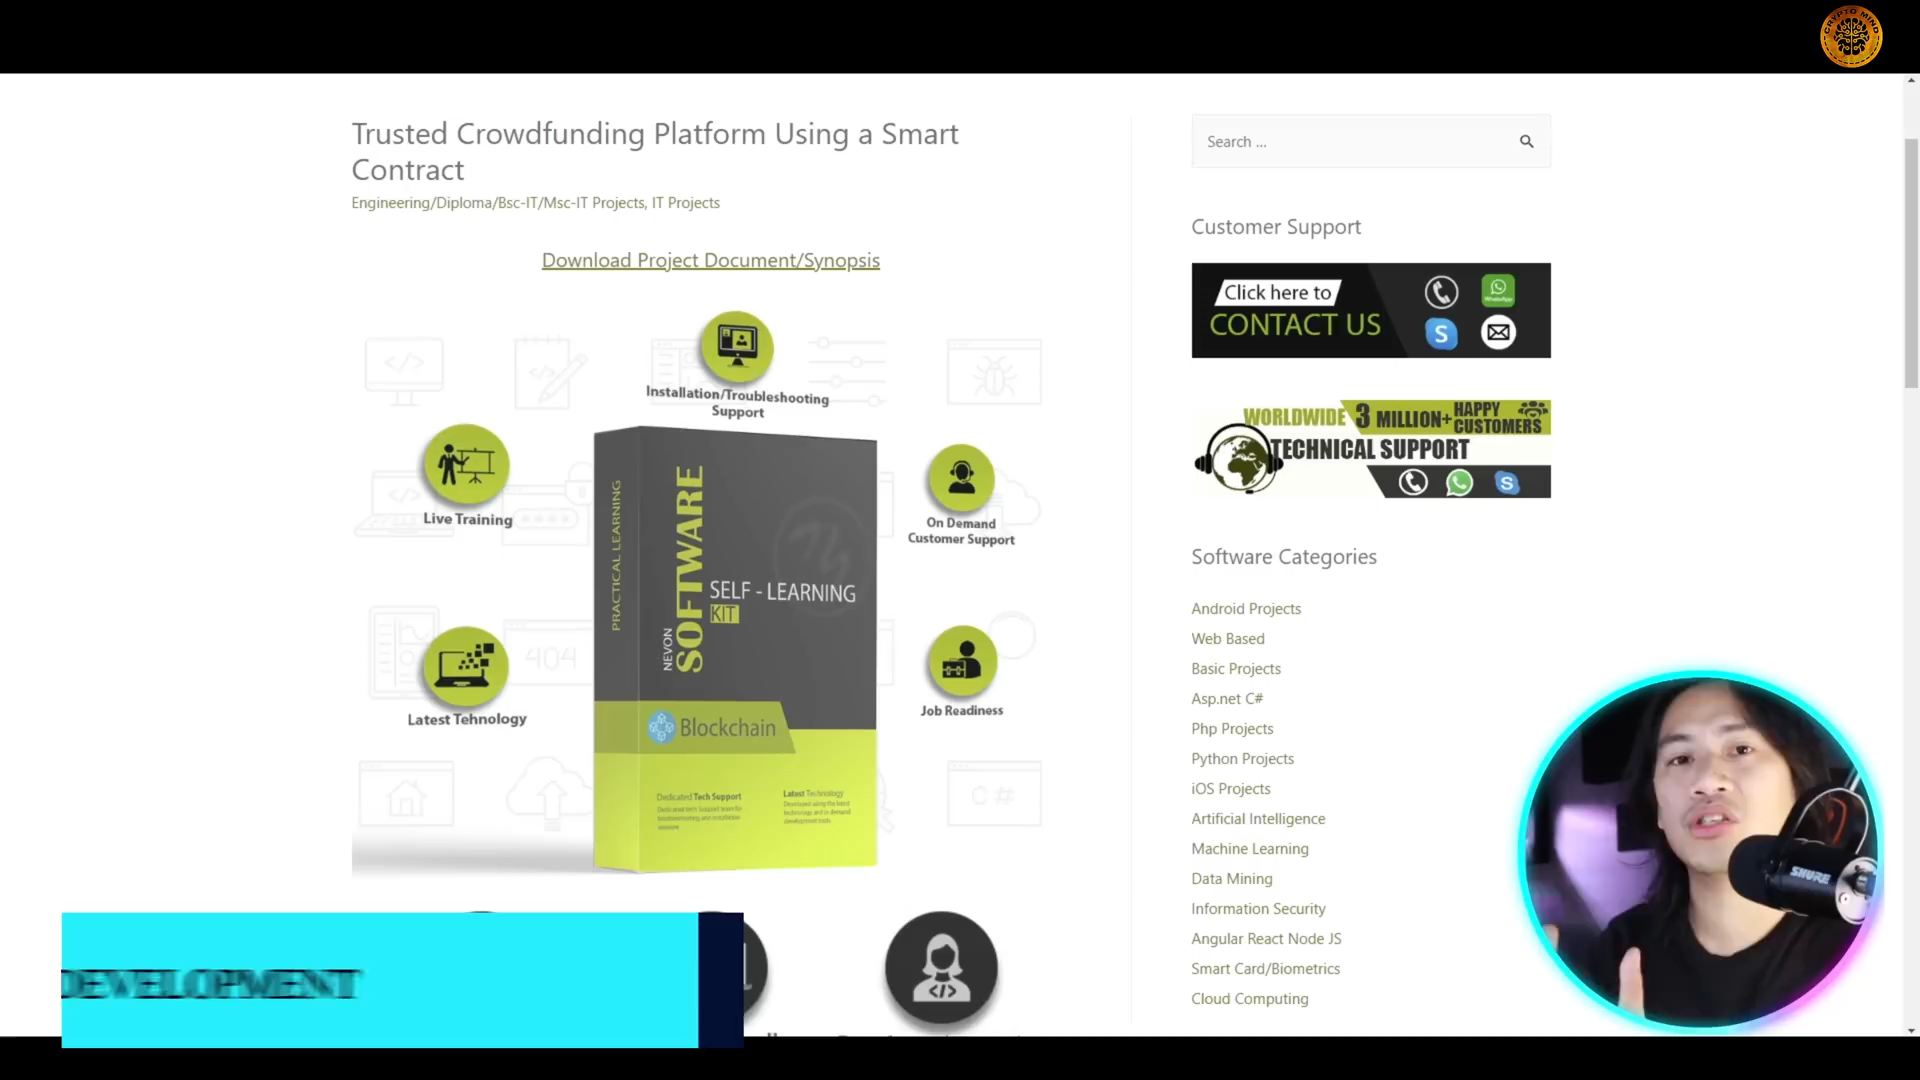 CRYPTO MIND
Trusted Crowdfunding Platform Using a Smart
Contract
Engineering/Diploma/Bsc-IT/Msc-IT Projects, IT Projects
Download Project Document/Synopsis
Installation/Troubleshooting
Support
Live Training
On Demand
Customer Support
Latest Tehnology
Job Readiness
PRACTICAL LEARNING
NEVON
SOFTWARE
SELF - LEARNING
KIT
Blockchain
Dedicated Tech Support
Latest Technology
404
C#
DEVELOPMENT
Search ...
Customer Support
Click here to
CONTACT US
WhatsApp
S
WORLDWIDE 3 MILLION+ HAPPY
CUSTOMERS
TECHNICAL SUPPORT
S
Software Categories
Android Projects
Web Based
Basic Projects
Asp.net C#
Php Projects
Python Projects
iOS Projects
Artificial Intelligence
Machine Learning
Data Mining
Information Security
Angular React Node JS
Smart Card/Biometrics
Cloud Computing
SHURE